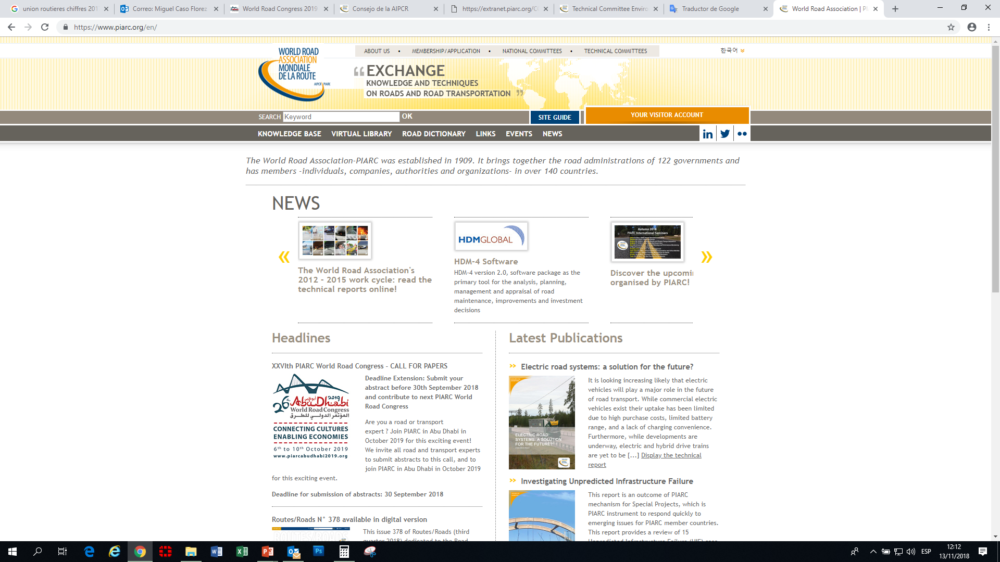 union routieres chiffres 201
Correo: Miguel Caso Florez
World Road Congress 2019
Consejo de la AIPCR
https://extranet.piarc.org/
Technical Committee Enviro
Traductor de Google
World Road Association | P
https://www.piarc.org/en/
WORLD ROAD
ASSOCIATION
MONDIALE
DE LA ROUTE
AIPCR PIARC
ABOUT US • MEMBERSHIP/APPLICATION • NATIONAL COMMITTEES • TECHNICAL COMMITTEES
한국어
“ EXCHANGE
KNOWLEDGE AND TECHNIQUES
ON ROADS AND ROAD TRANSPORTATION ”
SEARCH Keyword OK
SITE GUIDE
YOUR VISITOR ACCOUNT
KNOWLEDGE BASE VIRTUAL LIBRARY ROAD DICTIONARY LINKS EVENTS NEWS
in
The World Road Association-PIARC was established in 1909. It brings together the road administrations of 122 governments and
has members -individuals, companies, authorities and organizations- in over 140 countries.
NEWS
The World Road Association's
2012 - 2015 work cycle: read the
technical reports online!
HDMGLOBAL
HDM-4 Software
HDM-4 version 2.0, software package as the
primary tool for the analysis, planning,
management and appraisal of road
maintenance, improvements and investment
decisions
Autumn 2018
PIARC International Seminars
Discover the upcomi
organised by PIARC!
Headlines
XXVIth PIARC World Road Congress - CALL FOR PAPERS
26th AbuDhabi 2019 أبوظبي
World Road Congress
المؤتمر الدولي للطرق
CONNECTING CULTURES
ENABLING ECONOMIES
6th to 10th October 2019
www.piarcabudhabi2019.org
Deadline Extension: Submit your
abstract before 30th September 2018
and contribute to next PIARC World
Road Congress
Are you a road or transport
expert ? Join PIARC in Abu Dhabi in
October 2019 for this exciting event!
We invite all road and transport experts
to submit abstracts to this call, and to
join PIARC in Abu Dhabi in October 2019
for this exciting event.
Deadline for submission of abstracts: 30 September 2018
Routes/Roads N° 378 available in digital version
ROUTES/ROADS
This issue 378 of Routes/Roads (third
quarter 2018) dedicated to the Road
Latest Publications
Electric road systems: a solution for the future?
ELECTRIC ROAD
SYSTEMS: A SOLUTION
FOR THE FUTURE?
It is looking increasing likely that electric
vehicles will play a major role in the future
of road transport. While commercial electric
vehicles exist their uptake has been limited
due to high purchase costs, limited battery
range, and a lack of charging convenience.
Furthermore, while developments are
underway, electric and hybrid drive trains
are yet to be [...] Display the technical
report
Investigating Unpredicted Infrastructure Failure
This report is an outcome of PIARC
mechanism for Special Projects, which is
PIARC instrument to respond quickly to
emerging issues for PIARC member countries.
This report provides a review of 15
Unpredicted Infrastructure Failure (UIF) case
Ps
ESP
12:12
13/11/2018